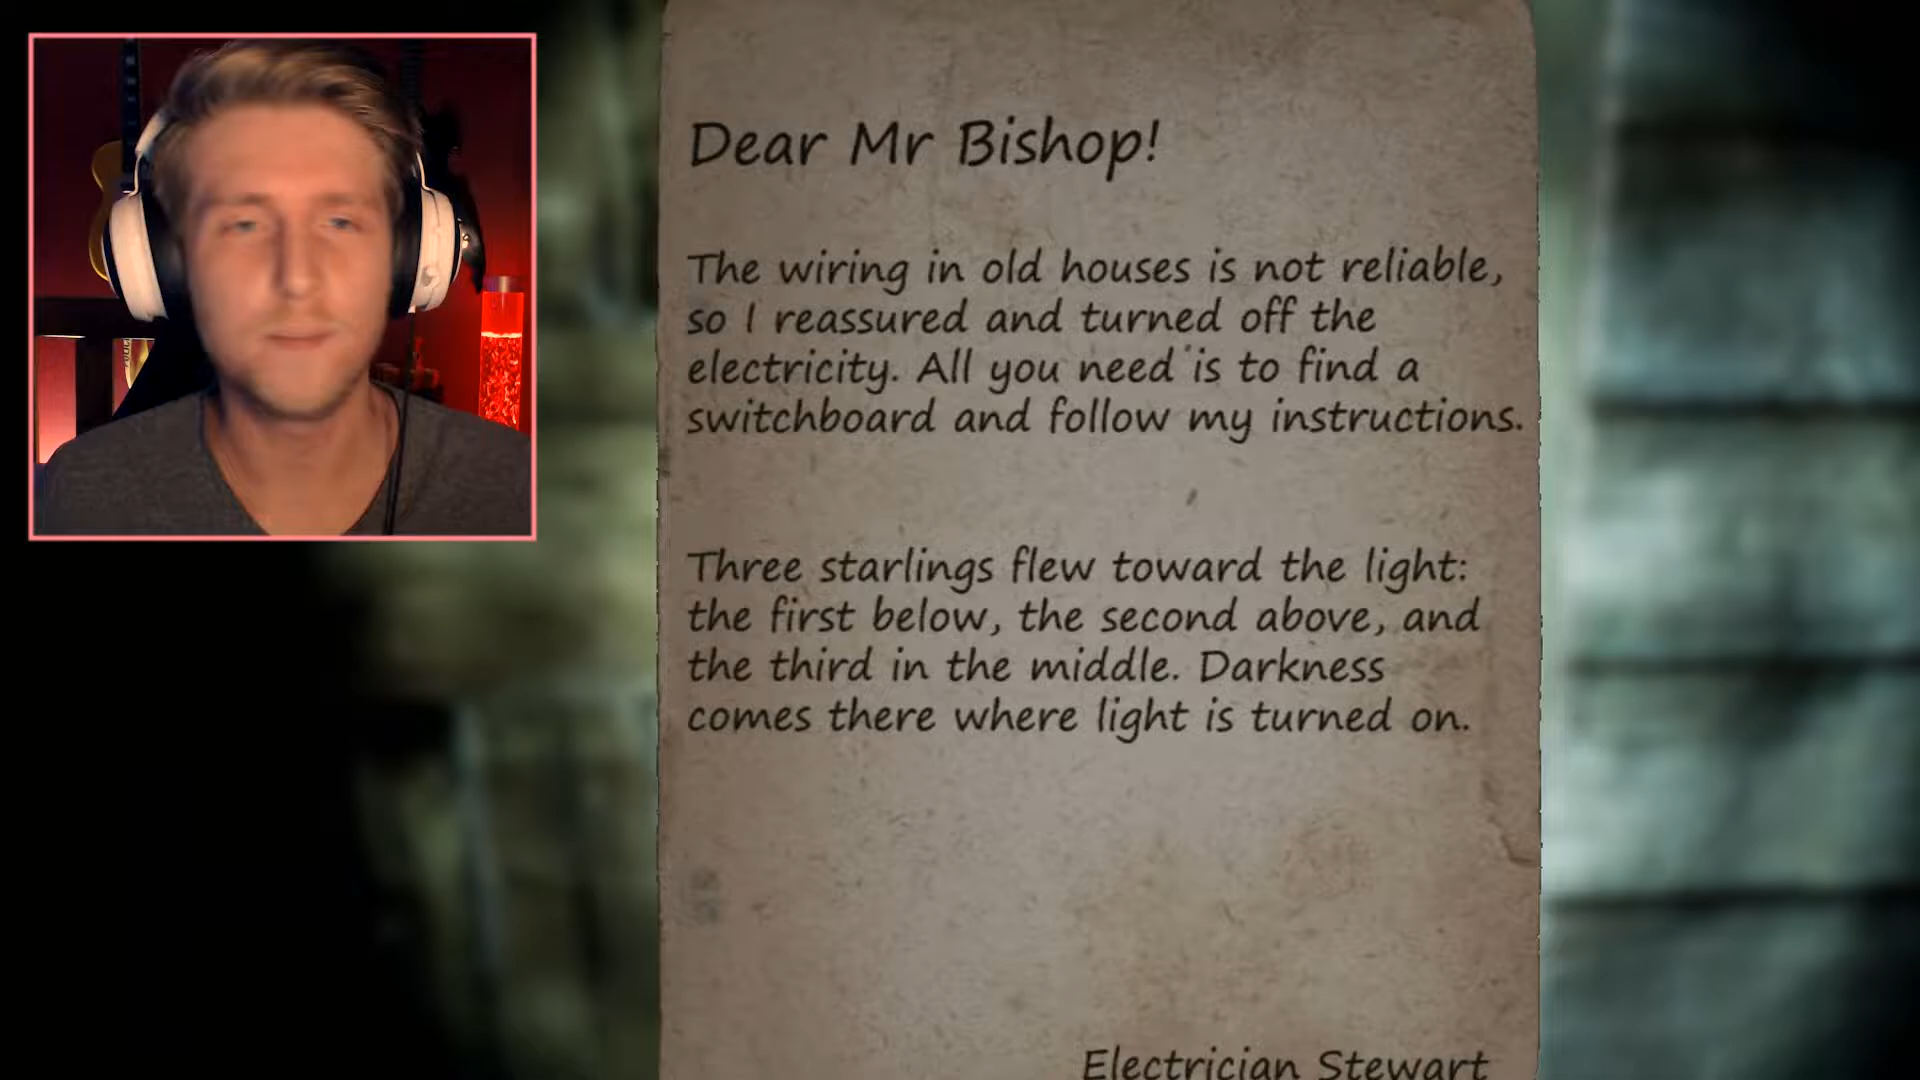 Dear Mr Bishop!
The wiring in old houses is not reliable,
so I reassured and turned off the
electricity. All you need is to find a
switchboard and follow my instructions.
Three starlings flew toward the light:
the first below, the second above, and
the third in the middle. Darkness
comes there where light is turned on.
Electrician Stewart